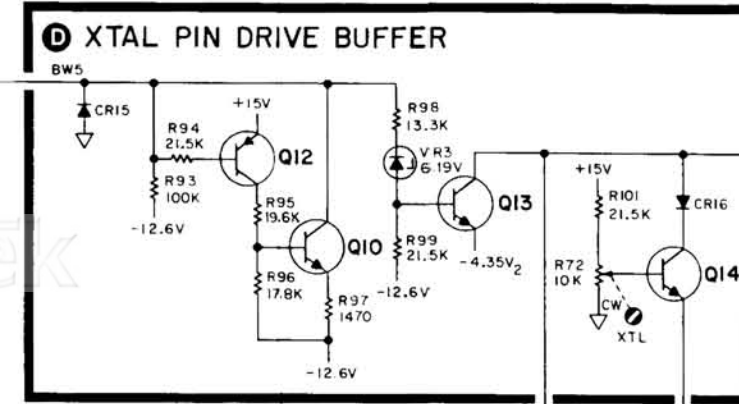 D XTAL PIN DRIVE BUFFER
BW5
CR15
+15V
R94
21.5K
Q12
R93
100K
-12.6V
R95
19.6K
Q10
R96
17.8K
R97
1470
-12.6V
R98
13.3K
VR3
6.19V
Q13
R99
21.5K
-12.6V
-4.35V2
+15V
R101
21.5K
CR16
R72
10K
Q14
CW
XTL
ek